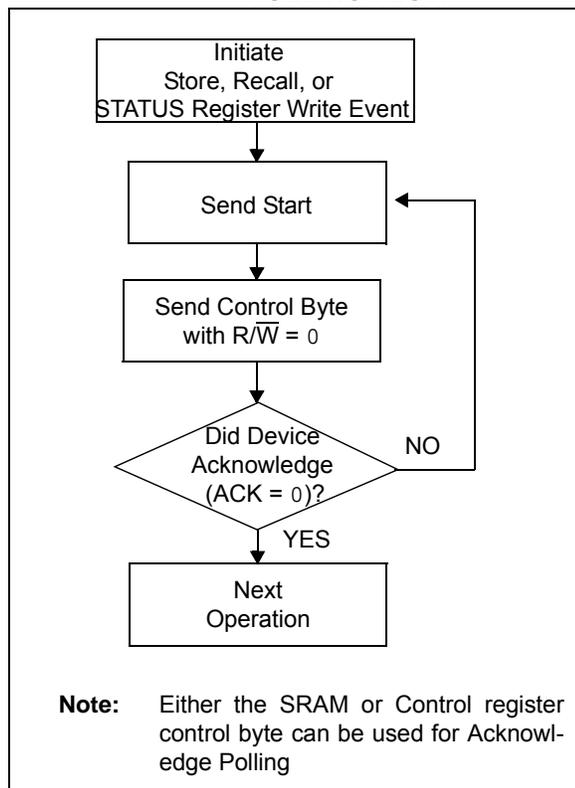 Initiate
Store, Recall, or
STATUS Register Write Event
Send Start
Send Control Byte
with R/W̅ = 0
Did Device
Acknowledge
(ACK = 0)?
NO
YES
Next
Operation
Note: Either the SRAM or Control register
control byte can be used for Acknowl-
edge Polling